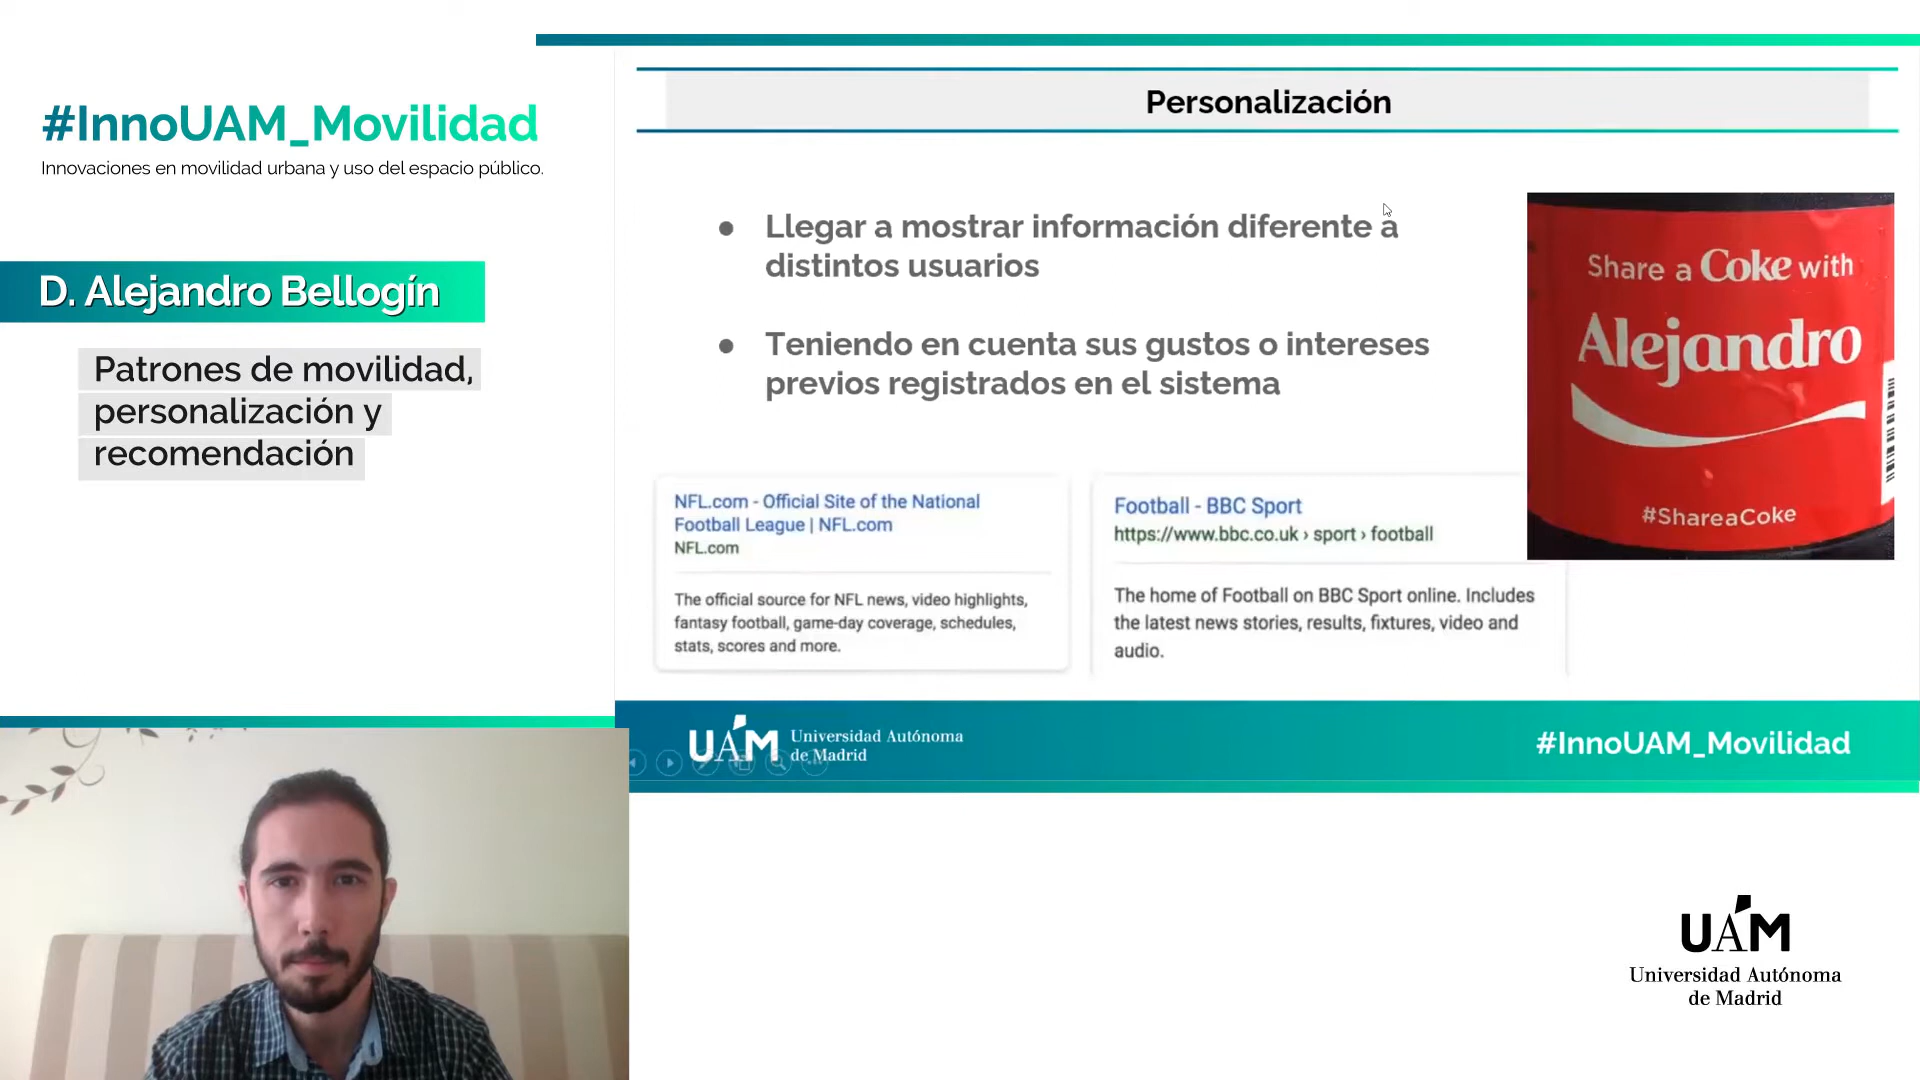 #InnoUAM_Movilidad
Innovaciones en movilidad urbana y uso del espacio público.
D. Alejandro Bellogín
Patrones de movilidad,
personalización y
recomendación
Personalización
● Llegar a mostrar información diferente a
distintos usuarios
● Teniendo en cuenta sus gustos o intereses
previos registrados en el sistema
Share a Coke with
Alejandro
#ShareaCoke
NFL.com - Official Site of the National
Football League | NFL.com
NFL.com
The official source for NFL news, video highlights,
fantasy football, game-day coverage, schedules,
stats, scores and more.
Football - BBC Sport
https://www.bbc.co.uk › sport › football
The home of Football on BBC Sport online. Includes
the latest news stories, results, fixtures, video and
audio.
UAM Universidad Autónoma
de Madrid
#InnoUAM_Movilidad
UAM
Universidad Autónoma
de Madrid